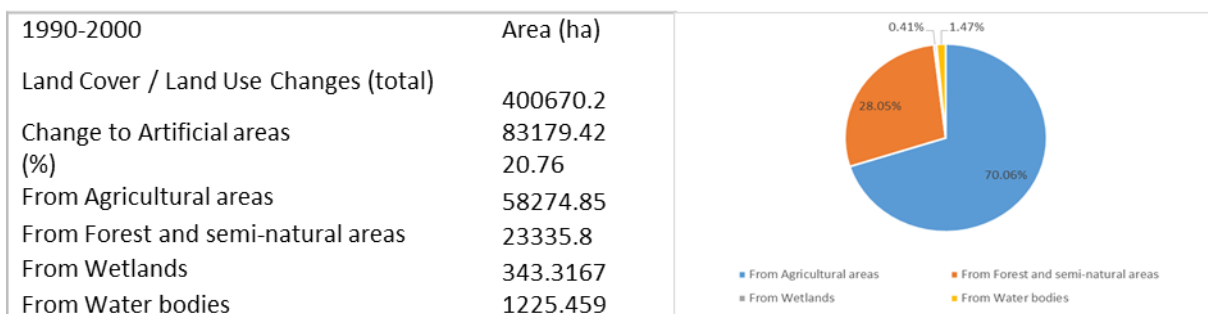 1990-2000 Area (ha)
Land Cover / Land Use Changes (total)
400670.2
Change to Artificial areas 83179.42
(%) 20.76
From Agricultural areas 58274.85
From Forest and semi-natural areas 23335.8
From Wetlands 343.3167
From Water bodies 1225.459
0.41% 1.47%
28.05%
70.06%
From Agricultural areas From Forest and semi-natural areas
From Wetlands From Water bodies